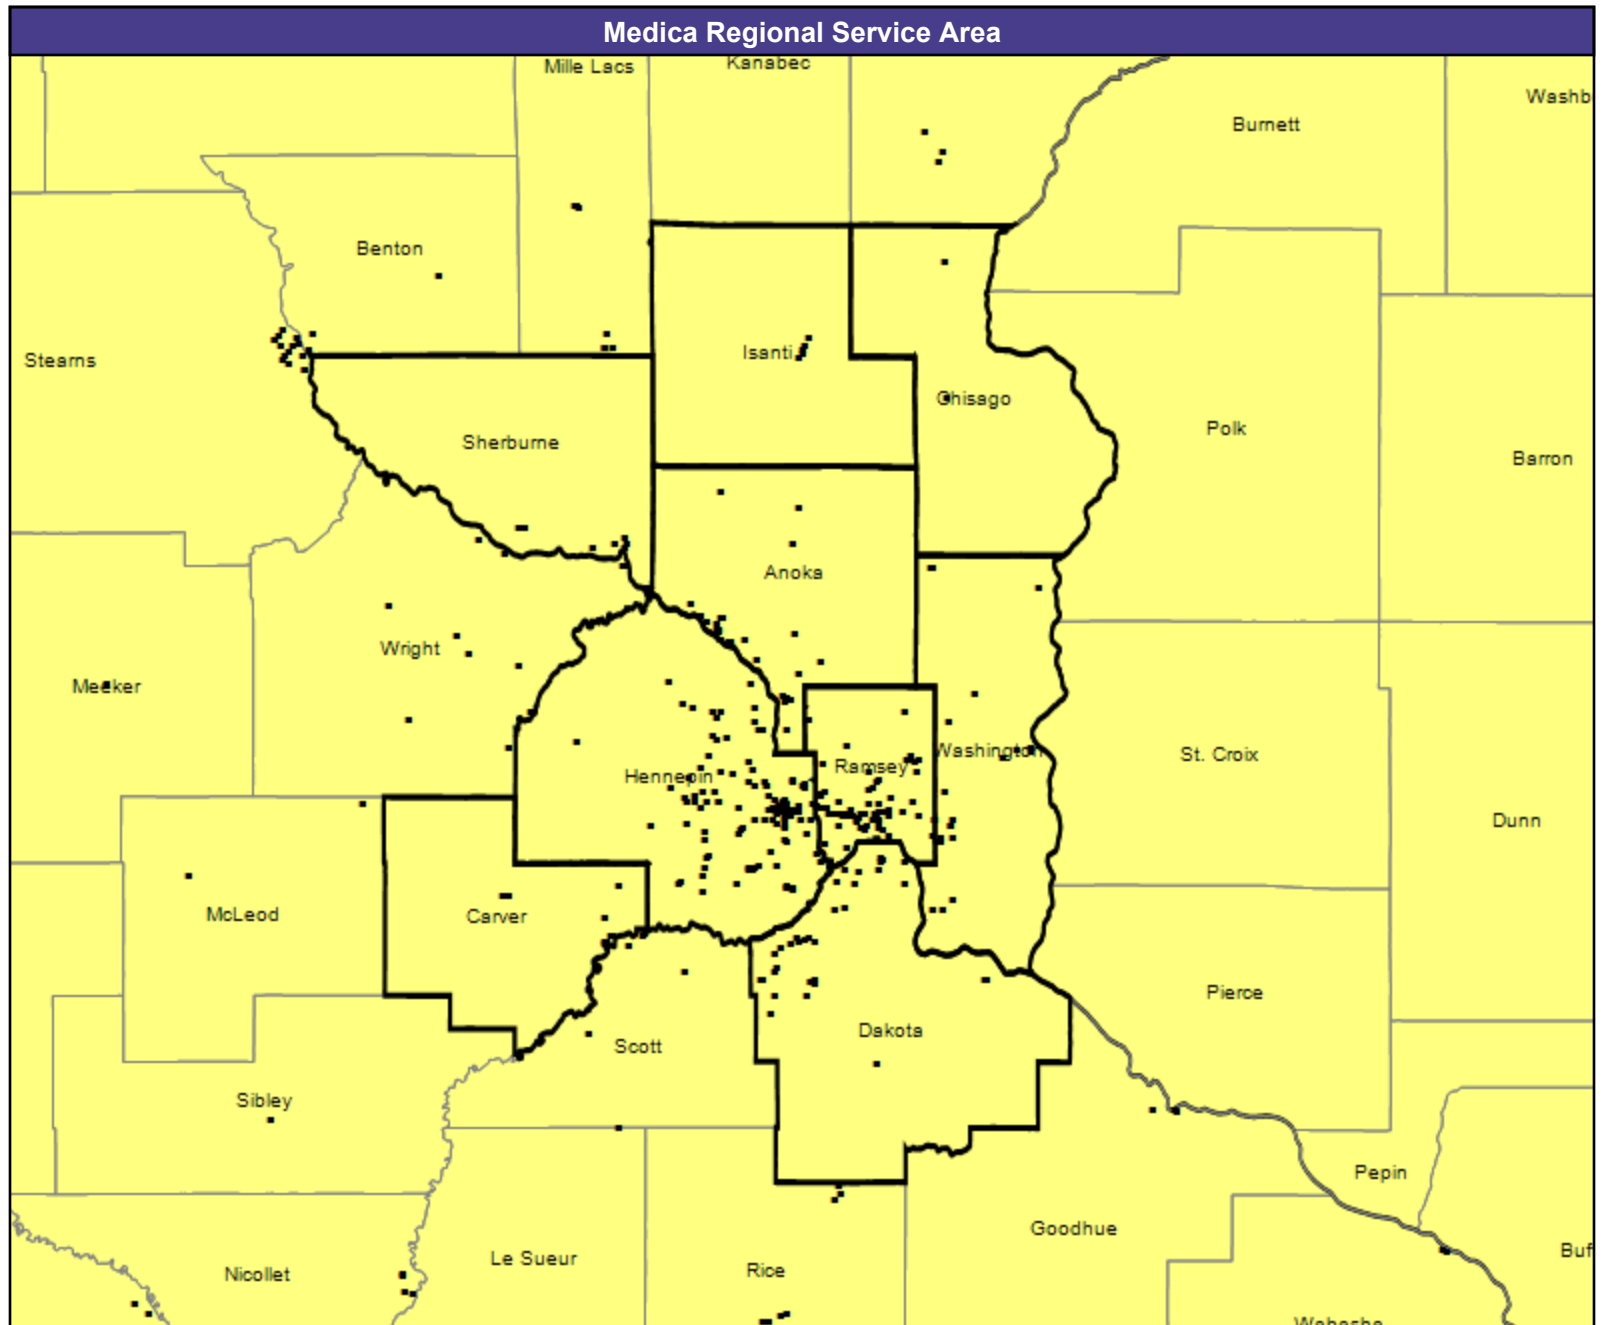 Medica Regional Service Area
Mille Lacs
Kanabec
Washb
Burnett
Benton
Stearns
Isanti
Chisago
Sherburne
Polk
Barron
Anoka
Wright
Meeker
Hennepin
Ramsey
Washington
St. Croix
Dunn
McLeod
Carver
Pierce
Scott
Dakota
Sibley
Pepin
Goodhue
Nicollet
Le Sueur
Rice
Buf